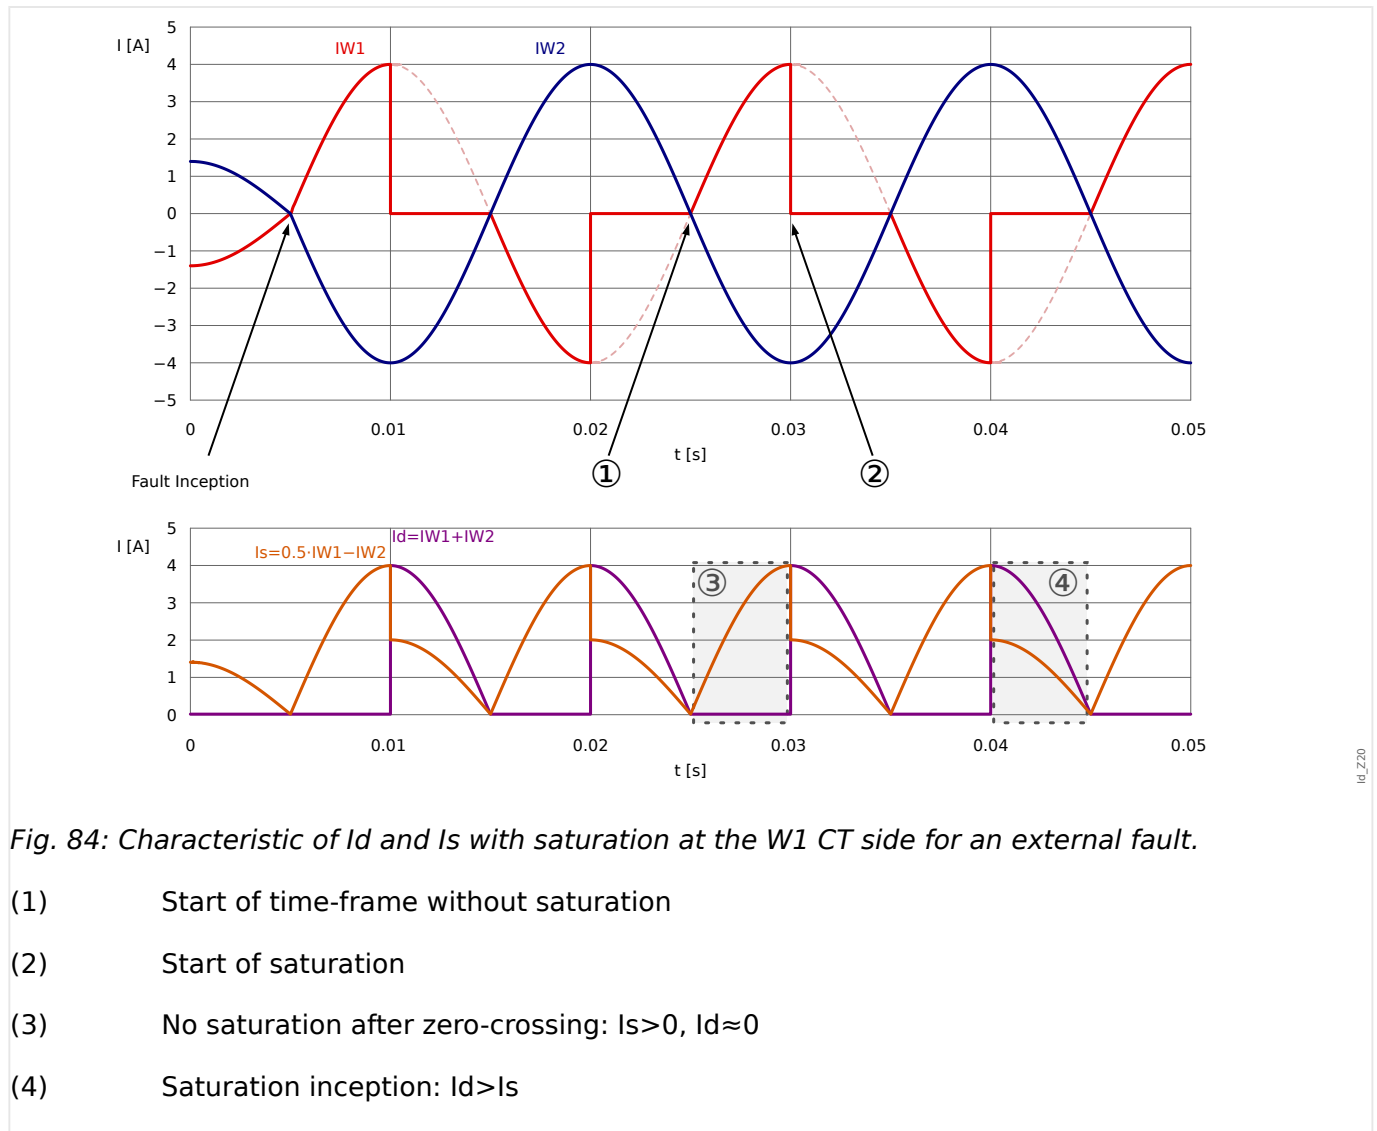 I [A]
IW1
IW2
5
4
3
2
1
0
−1
−2
−3
−4
−5
0
0.01
0.02
0.03
0.04
0.05
t [s]
Fault Inception
①
②
I [A]
Is=0.5·IW1−IW2
Id=IW1+IW2
③
④
5
4
3
2
1
0
0
0.01
0.02
0.03
0.04
0.05
t [s]
Id_Z20
Fig. 84: Characteristic of Id and Is with saturation at the W1 CT side for an external fault.
(1) Start of time-frame without saturation
(2) Start of saturation
(3) No saturation after zero-crossing: Is>0, Id≈0
(4) Saturation inception: Id>Is